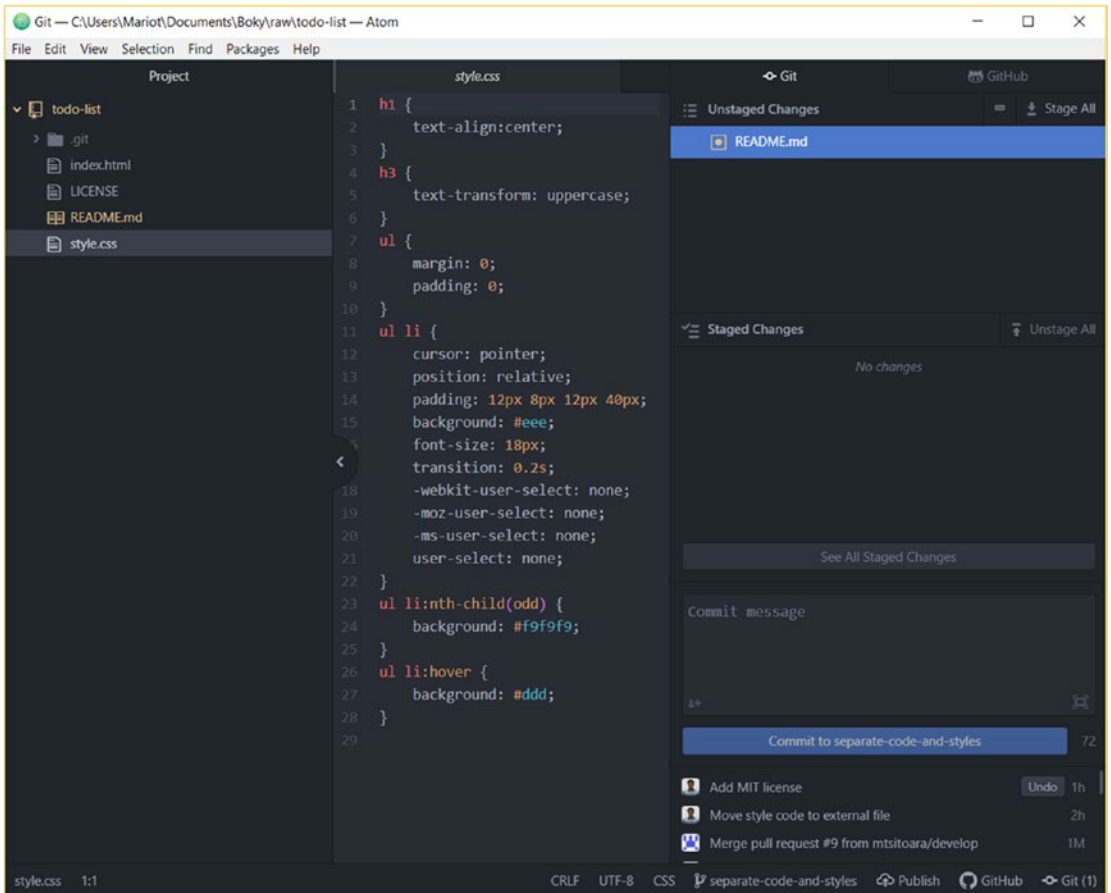 Git — C:\Users\Mariot\Documents\Boky\raw\todo-list — Atom
File Edit View Selection Find Packages Help
Project
todo-list
.git
index.html
LICENSE
README.md
style.css
style.css
1 h1 {
2 text-align:center;
3 }
4 h3 {
5 text-transform: uppercase;
6 }
7 ul {
8 margin: 0;
9 padding: 0;
10 }
11 ul li {
12 cursor: pointer;
13 position: relative;
14 padding: 12px 8px 12px 40px;
15 background: #eee;
font-size: 18px;
transition: 0.2s;
18 -webkit-user-select: none;
19 -moz-user-select: none;
20 -ms-user-select: none;
21 user-select: none;
22 }
23 ul li:nth-child(odd) {
24 background: #f9f9f9;
25 }
26 ul li:hover {
27 background: #ddd;
28 }
29
Git GitHub
Unstaged Changes Stage All
README.md
Staged Changes Unstage All
No changes
See All Staged Changes
Commit message
Commit to separate-code-and-styles 72
Add MIT license Undo 1h
Move style code to external file 2h
Merge pull request #9 from mtsitoara/develop 1M
style.css 1:1 CRLF UTF-8 CSS separate-code-and-styles Publish GitHub Git (1)